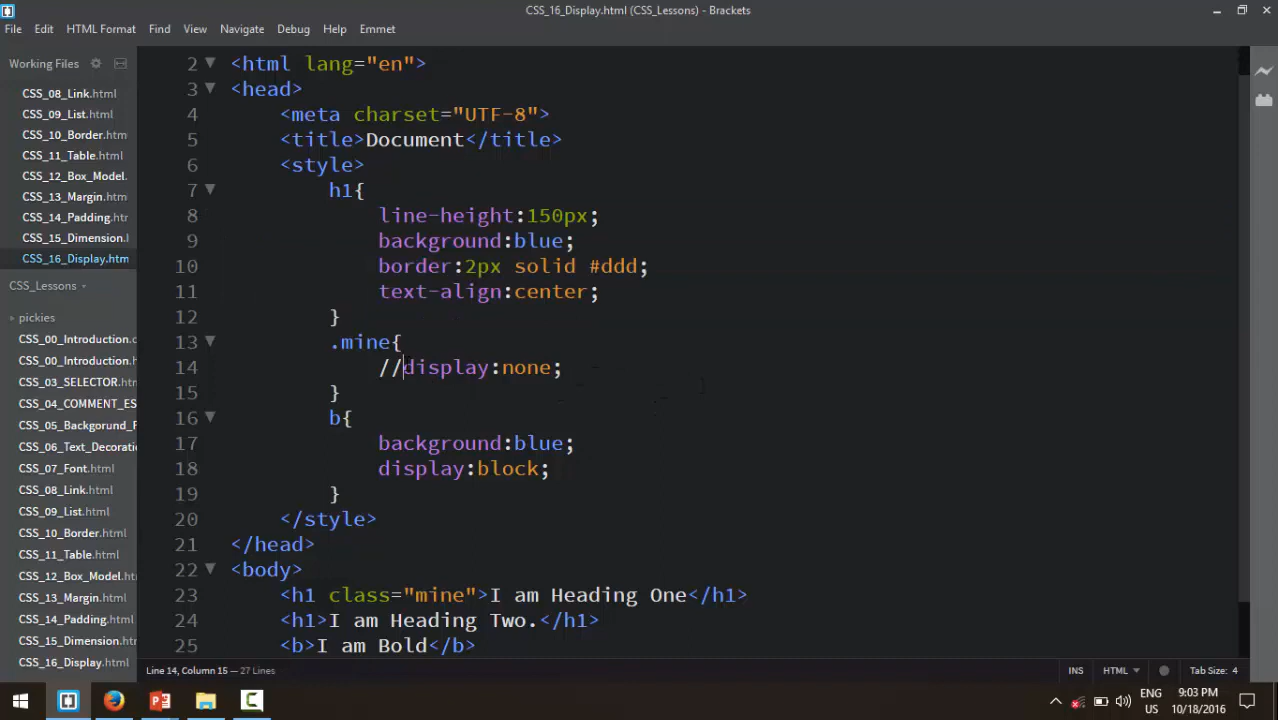 CSS_16_Display.html (CSS_Lessons) - Brackets
File Edit View HTML Format Find View Navigate Debug Help Emmet
Working Files
CSS_08_Link.html
CSS_09_List.html
CSS_10_Border.html
CSS_11_Table.html
CSS_12_Box_Model.
CSS_13_Margin.html
CSS_14_Padding.htr
CSS_15_Dimension.l
CSS_16_Display.htm
CSS_Lessons
pickies
CSS_00_Introduction.c
CSS_00_Introduction.
CSS_03_SELECTOR.htm
CSS_04_COMMENT_ES
CSS_05_Backgorund_F
CSS_06_Text_Decorati
CSS_07_Font.html
CSS_08_Link.html
CSS_09_List.html
CSS_10_Border.html
CSS_11_Table.html
CSS_12_Box_Model.htr
CSS_13_Margin.html
CSS_14_Padding.html
CSS_15_Dimension.htm
CSS_16_Display.html
2 <html lang="en">
3 <head>
4 <meta charset="UTF-8">
5 <title>Document</title>
6 <style>
7 h1{
8 line-height:150px;
9 background:blue;
10 border:2px solid #ddd;
11 text-align:center;
12 }
13 .mine{
14 //display:none;
15 }
16 b{
17 background:blue;
18 display:block;
19 }
20 </style>
21 </head>
22 <body>
23 <h1 class="mine">I am Heading One</h1>
24 <h1>I am Heading Two.</h1>
25 <b>I am Bold</b>
Line 14, Column 15 — 27 Lines
INS HTML Tab Size: 4
ENG 9:03 PM
US 10/18/2016